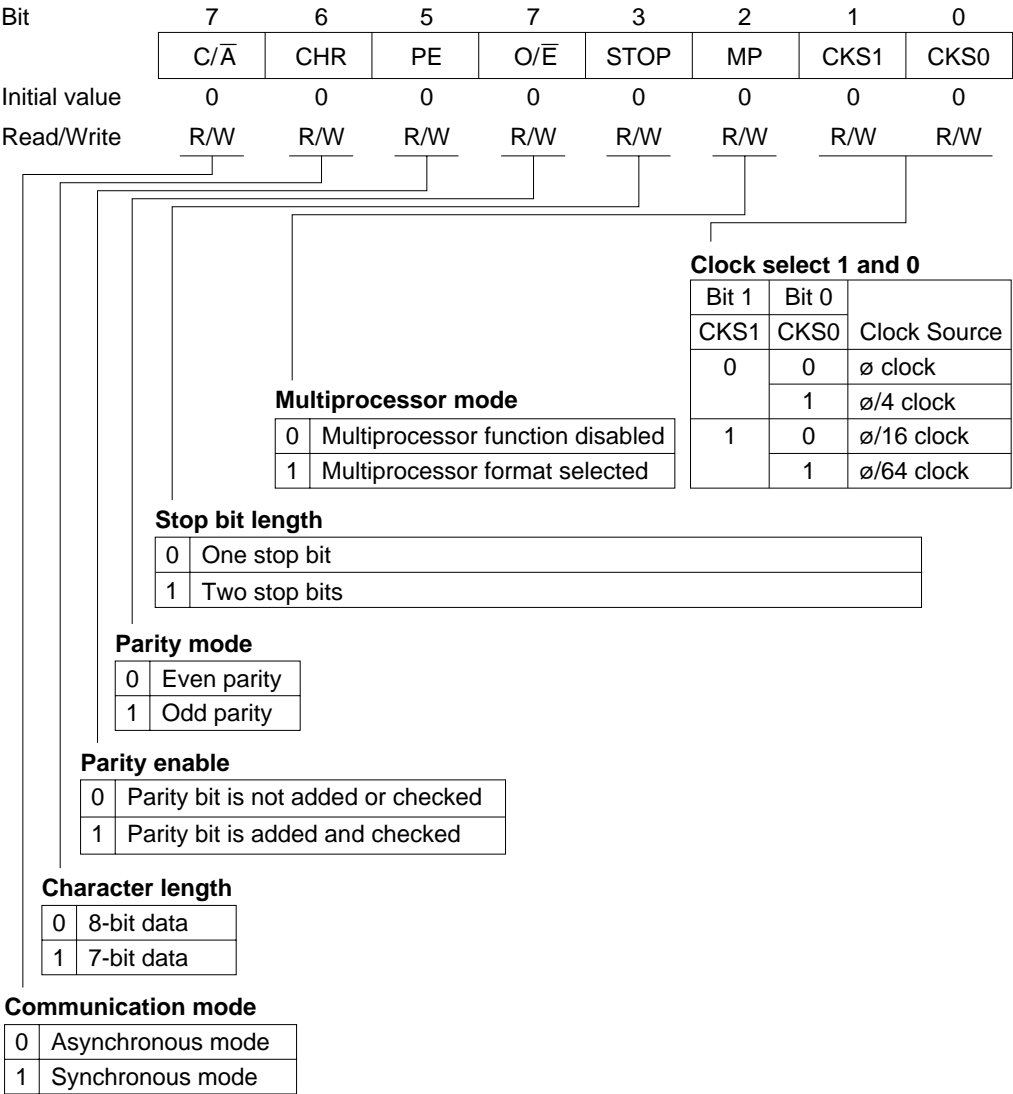 Bit 7 6 5 7 3 2 1 0
C/A̅ CHR PE O/E̅ STOP MP CKS1 CKS0
Initial value 0 0 0 0 0 0 0 0
Read/Write R/W R/W R/W R/W R/W R/W R/W R/W
Clock select 1 and 0
Bit 1 Bit 0
CKS1 CKS0 Clock Source
0 0 ø clock
1 ø/4 clock
1 0 ø/16 clock
1 ø/64 clock
Multiprocessor mode
0 Multiprocessor function disabled
1 Multiprocessor format selected
Stop bit length
0 One stop bit
1 Two stop bits
Parity mode
0 Even parity
1 Odd parity
Parity enable
0 Parity bit is not added or checked
1 Parity bit is added and checked
Character length
0 8-bit data
1 7-bit data
Communication mode
0 Asynchronous mode
1 Synchronous mode